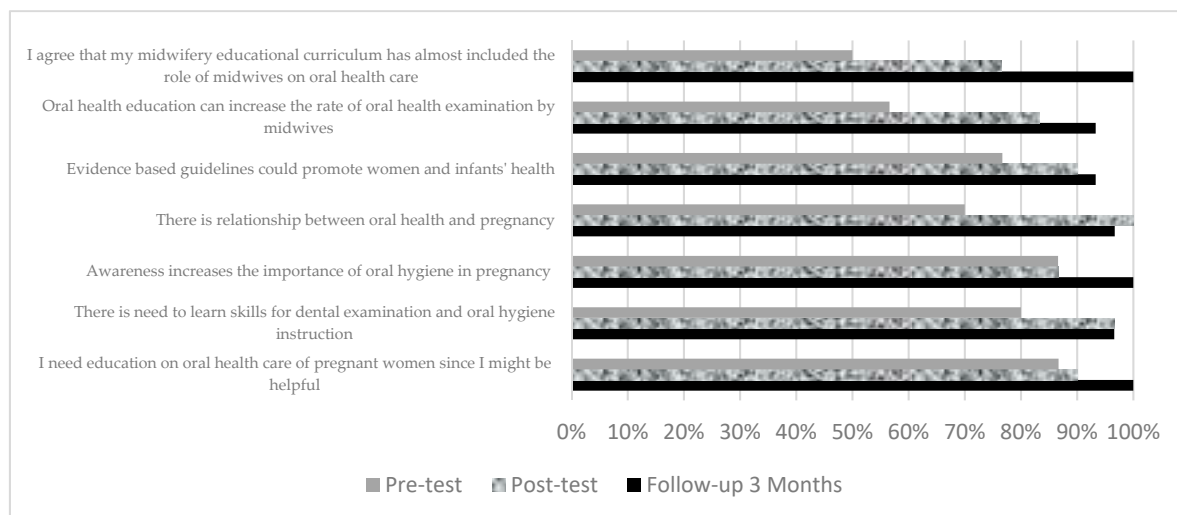 I agree that my midwifery educational curriculum has almost included the
role of midwives on oral health care
Oral health education can increase the rate of oral health examination by
midwives
Evidence based guidelines could promote women and infants' health
There is relationship between oral health and pregnancy
Awareness increases the importance of oral hygiene in pregnancy
There is need to learn skills for dental examination and oral hygiene
instruction
I need education on oral health care of pregnant women since I might be
helpful
0% 10% 20% 30% 40% 50% 60% 70% 80% 90% 100%
Pre-test Post-test Follow-up 3 Months